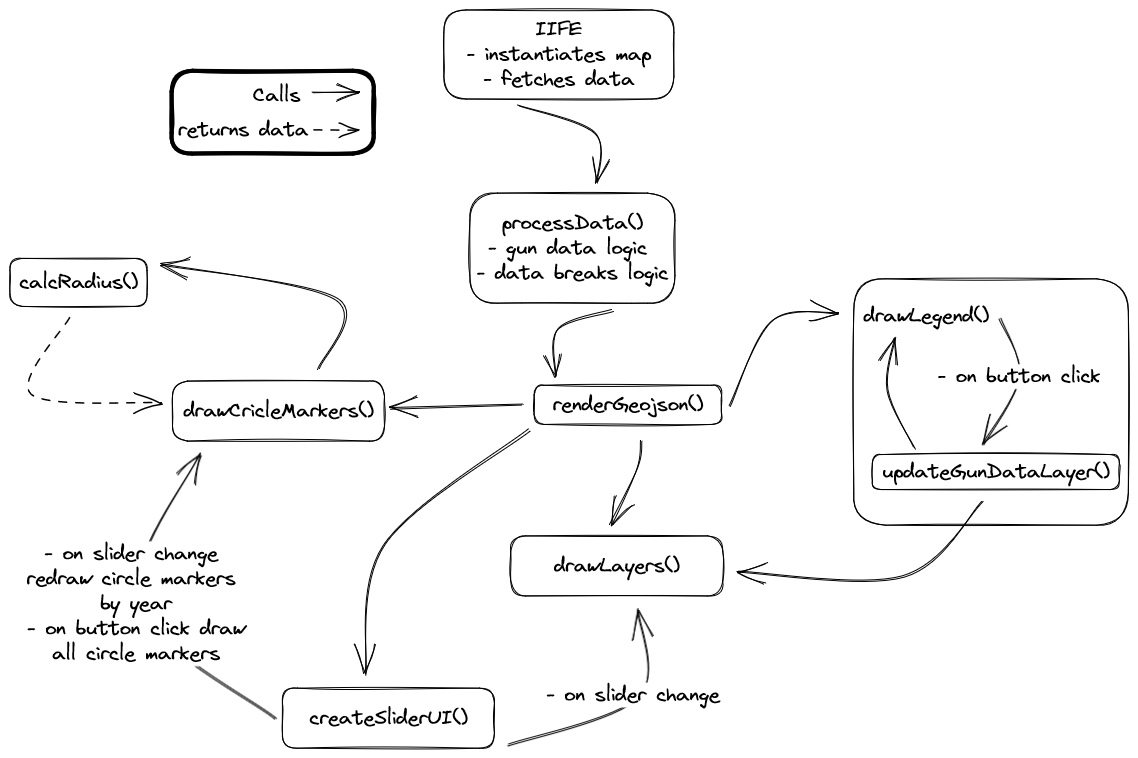 IIFE
- instantiates map
- fetches data
Calls
returns data
processData()
- gun data logic
- data breaks logic
calcRadius()
drawLegend()
- on button click
drawCricleMarkers()
renderGeojson()
updateGunDataLayer()
- on slider change
redraw circle markers
by year
- on button click draw
all circle markers
drawLayers()
- on slider change
createSliderUI()